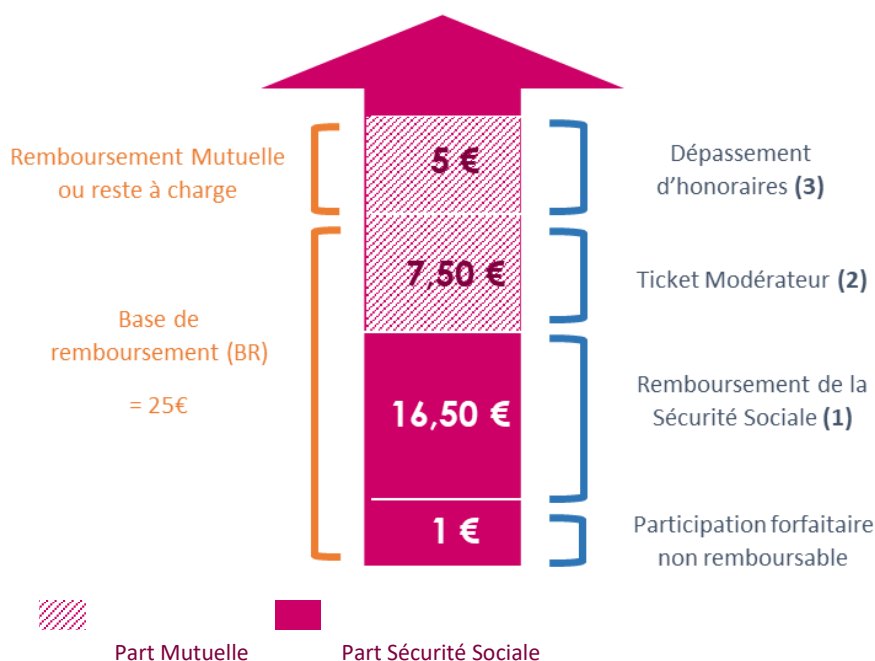 Remboursement Mutuelle
ou reste à charge
5 €
Dépassement
d'honoraires (3)
7,50 €
Ticket Modérateur (2)
Base de
remboursement (BR)
= 25€
16,50 €
Remboursement de la
Sécurité Sociale (1)
1 €
Participation forfaitaire
non remboursable
Part Mutuelle
Part Sécurité Sociale